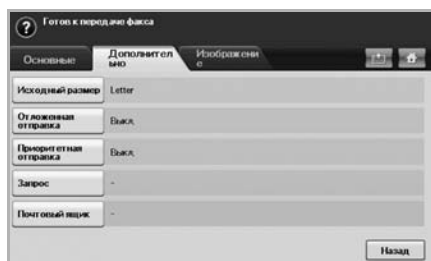 ? Готов к передаче факса
Основные
Дополнител
ьно
Изображени
е
Исходный размер Letter
Отложенная
отправка
Выкл.
Приоритетная
отправка
Выкл.
Запрос -
Почтовый ящик -
Назад